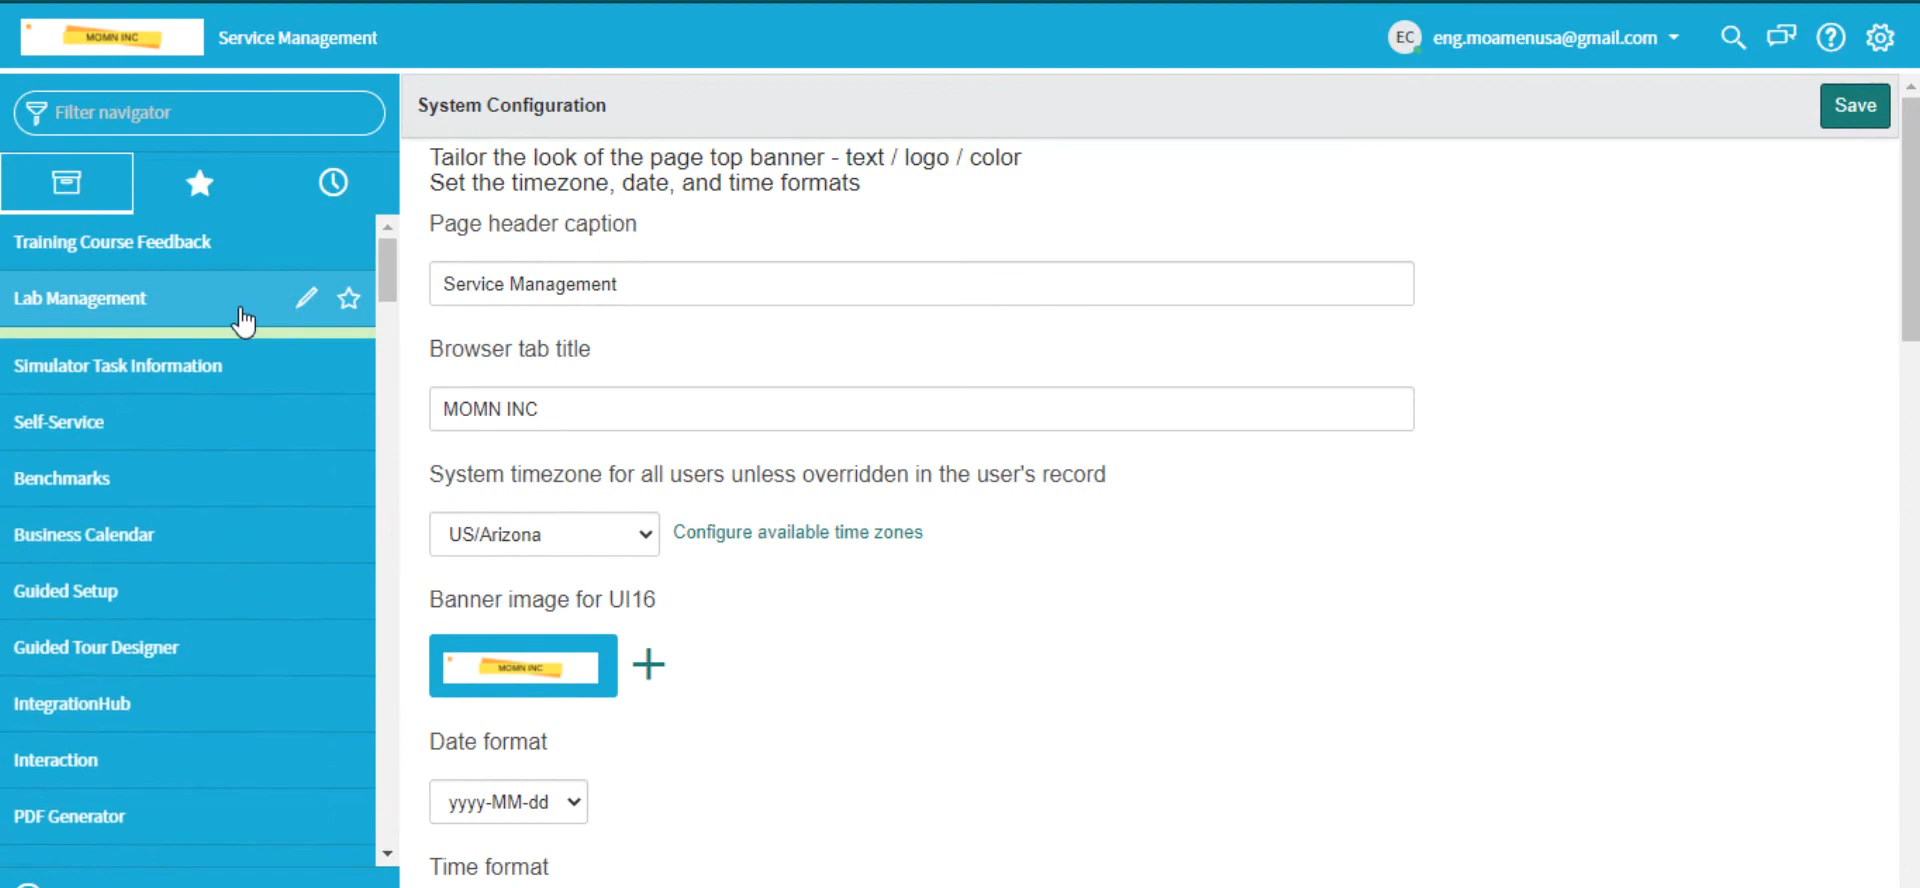 MOMN INC
Service Management
EC
eng.moamenusa@gmail.com
Filter navigator
Training Course Feedback
Lab Management
Simulator Task Information
Self-Service
Benchmarks
Business Calendar
Guided Setup
Guided Tour Designer
IntegrationHub
Interaction
PDF Generator
System Configuration
Save
Tailor the look of the page top banner - text / logo / color
Set the timezone, date, and time formats
Page header caption
Service Management
Browser tab title
MOMN INC
System timezone for all users unless overridden in the user's record
US/Arizona
Configure available time zones
Banner image for UI16
MOMN INC
Date format
yyyy-MM-dd
Time format